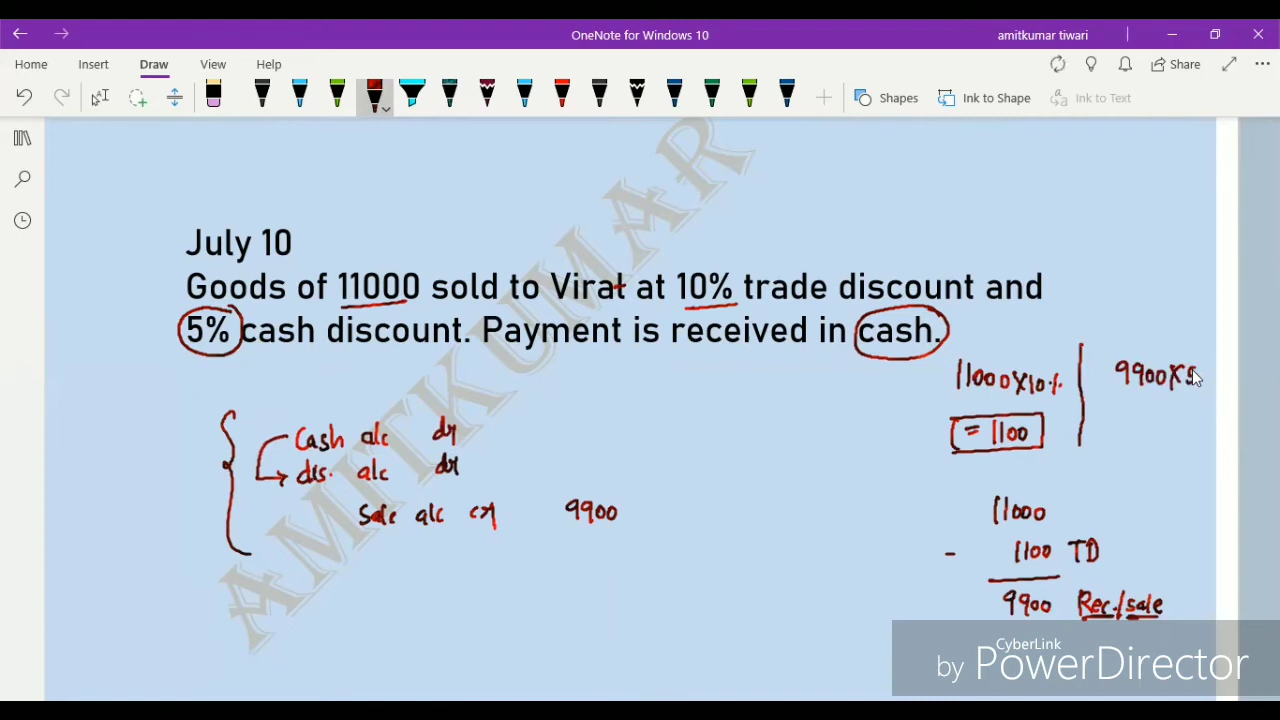 OneNote for Windows 10
amitkumar tiwari
Home Insert Draw View Help
Share
Shapes
Ink to Shape
Ink to Text
AMITKUMAR
July 10
Goods of 11000 sold to Virat at 10% trade discount and
5% cash discount. Payment is received in cash.
11000x10%
= 1100
9900x5
Cash a/c dr
dis. a/c dr
Sale a/c cr 9900
11000
- 1100 TD
9900 Rec./sale
CyberLink
by PowerDirector